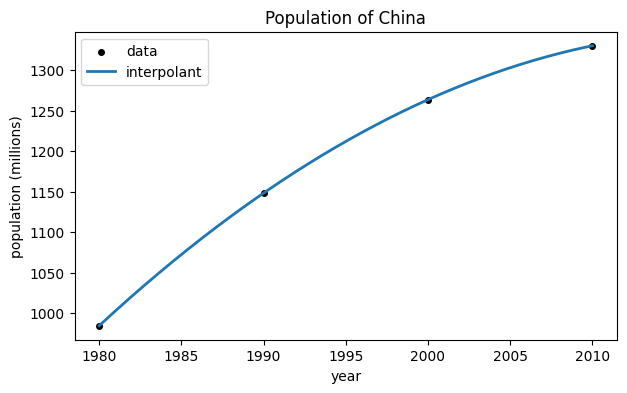 Population of China
data
interpolant
population (millions)
1300
1250
1200
1150
1100
1050
1000
1980 1985 1990 1995 2000 2005 2010
year